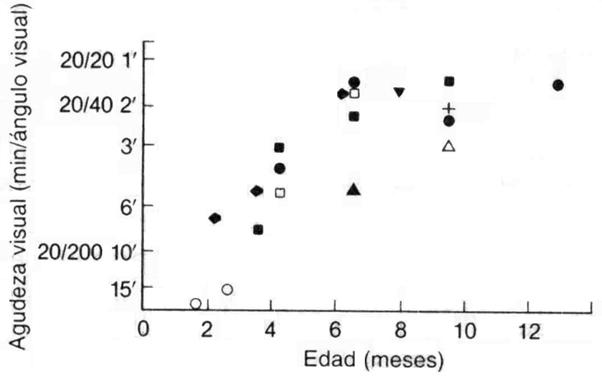 Agudeza visual (min/ángulo visual)
20/20 1′
20/40 2′
3′
6′
20/200 10′
15′
0 2 4 6 8 10 12
Edad (meses)